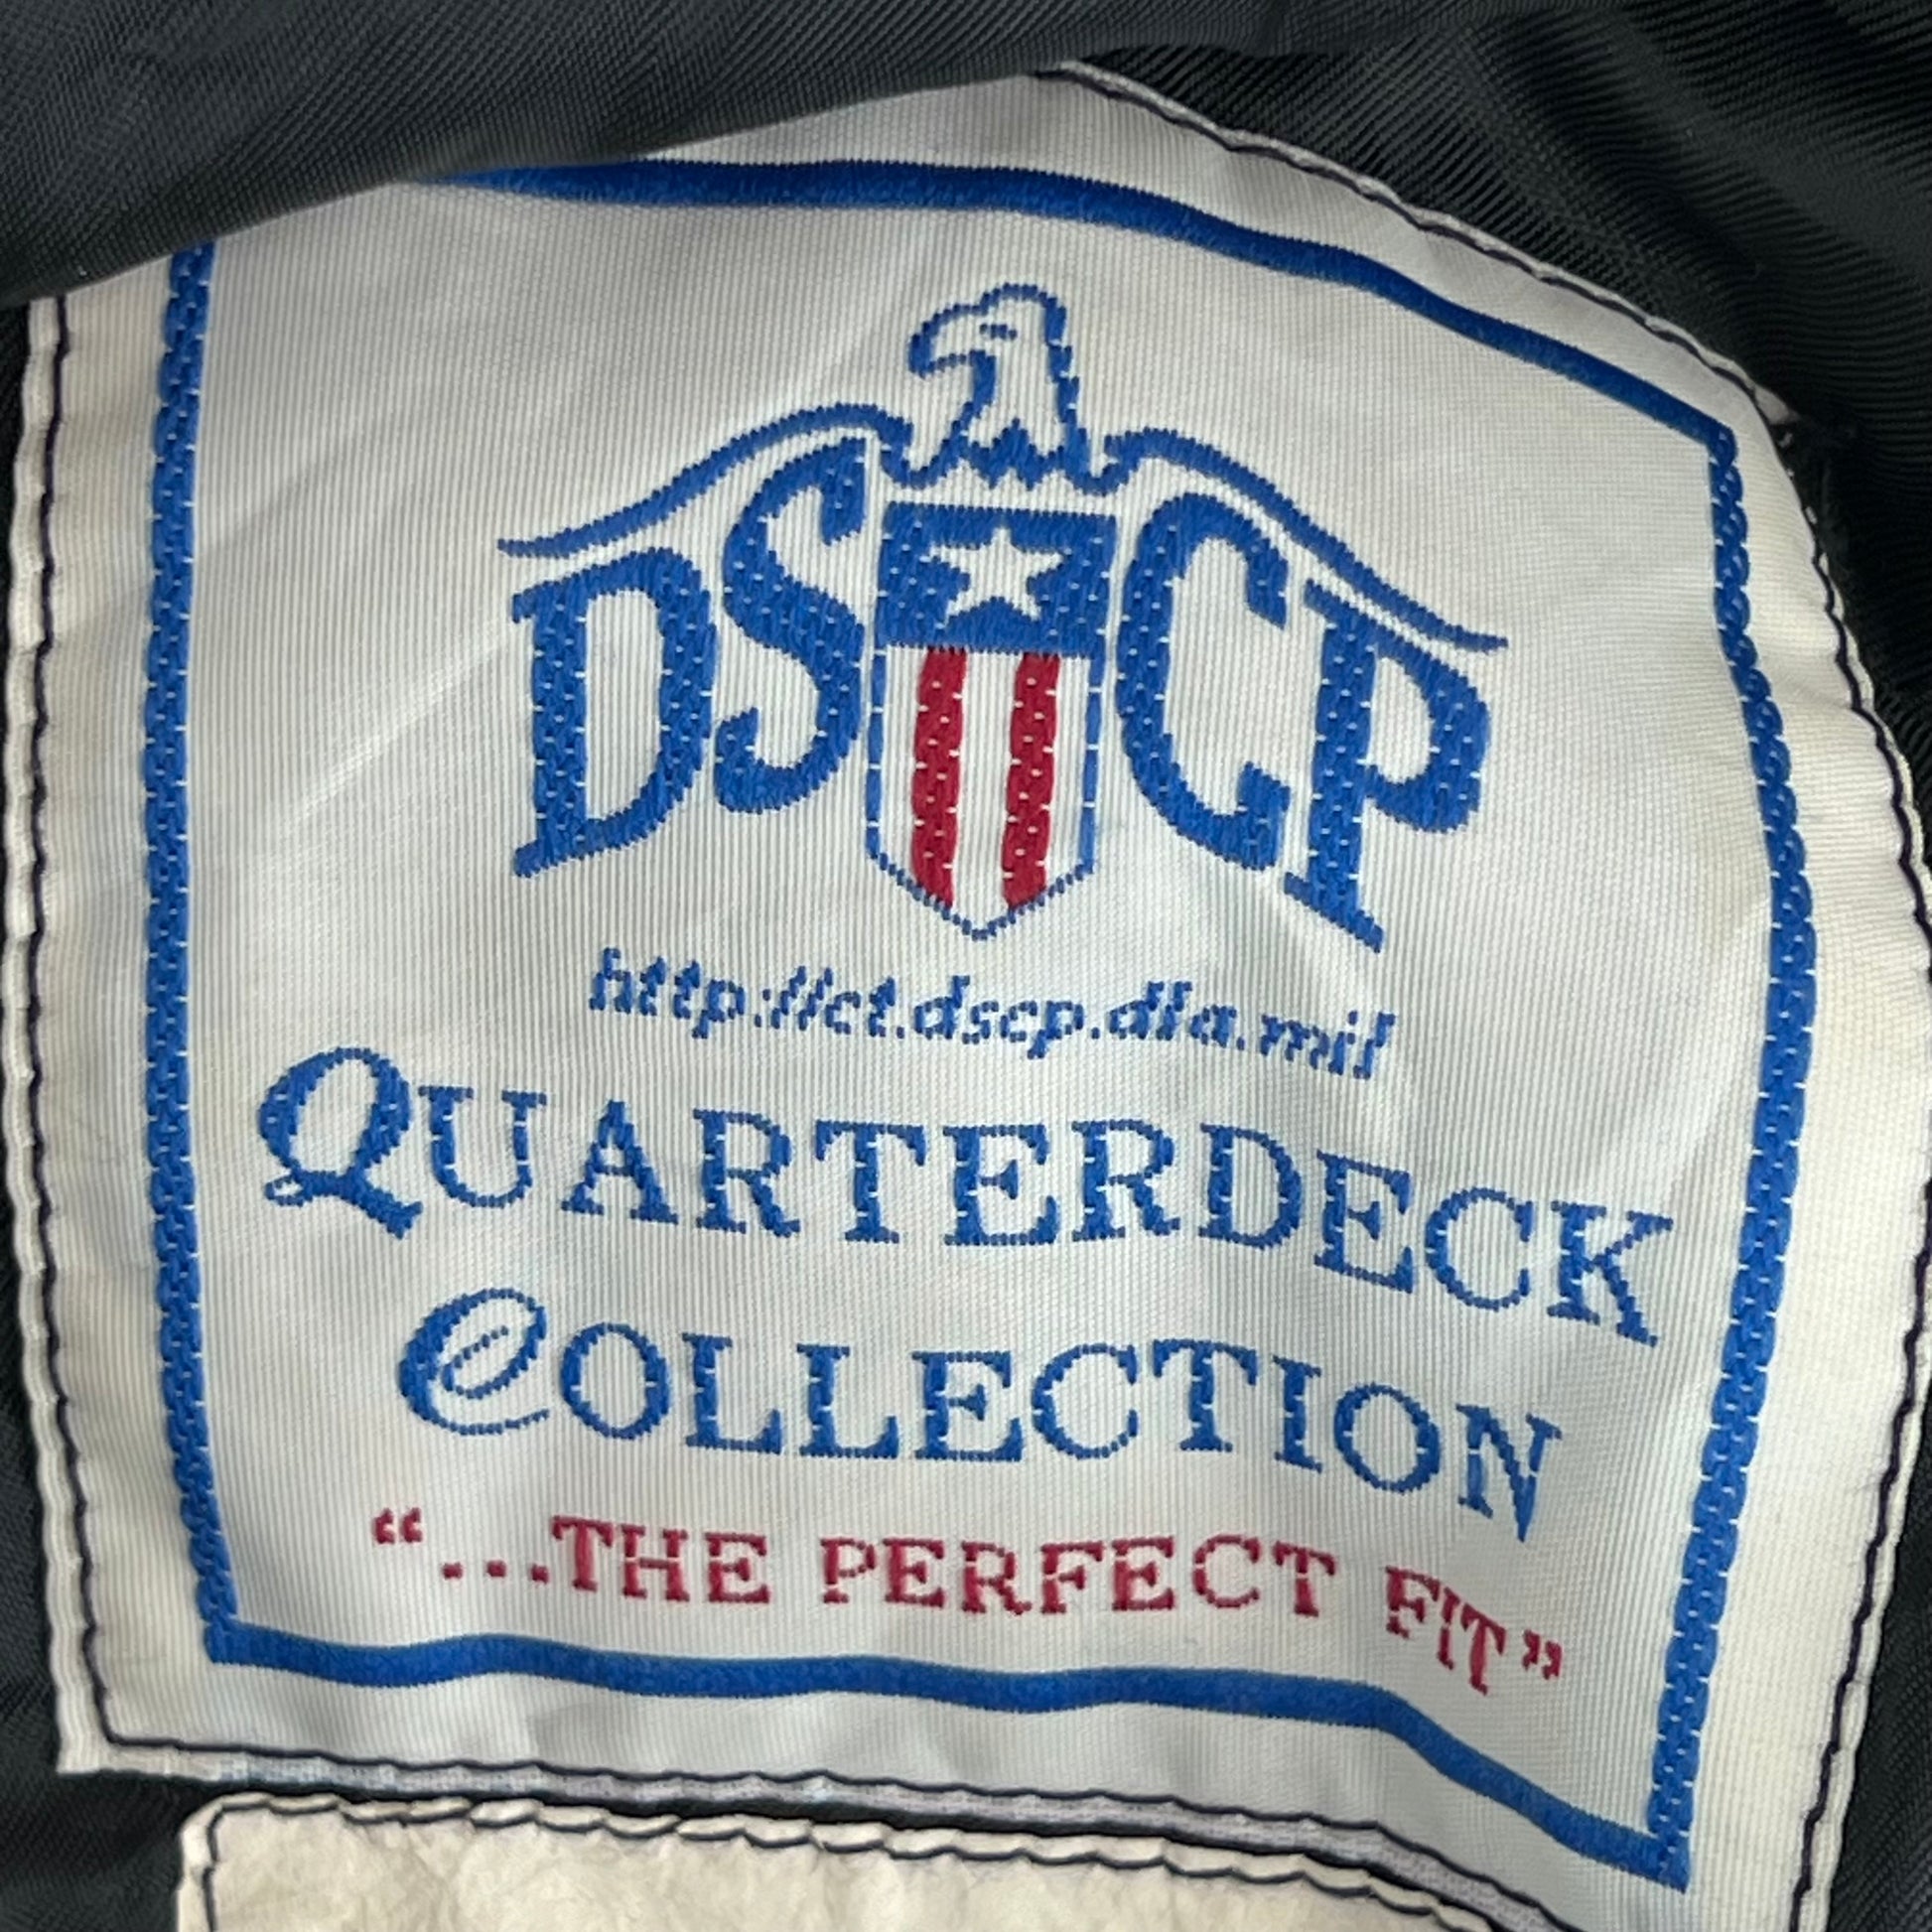 DSCP
http://ct.dscp.dla.mil
QUARTERDECK
COLLECTION
“...THE PERFECT FIT”